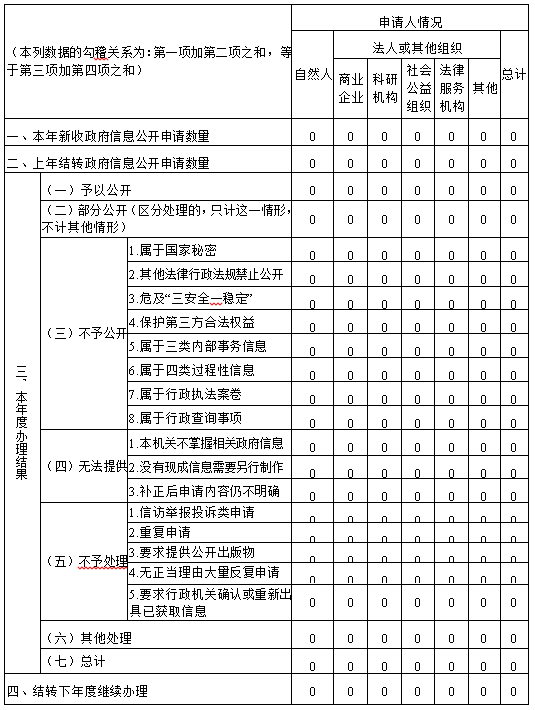 （本列数据的勾稽关系为：第一项加第二项之和，等
于第三项加第四项之和）
申请人情况
自然人
法人或其他组织
总计
商业
企业
科研
机构
社会
公益
组织
法律
服务
机构
其他
一、本年新收政府信息公开申请数量 0 0 0 0 0 0 0
二、上年结转政府信息公开申请数量 0 0 0 0 0 0 0
三、本年度办理结果
（一）予以公开 0 0 0 0 0 0 0
（二）部分公开（区分处理的，只计这一情形，
不计其他情形） 0 0 0 0 0 0 0
（三）不予公开
1.属于国家秘密 0 0 0 0 0 0 0
2.其他法律行政法规禁止公开 0 0 0 0 0 0 0
3.危及“三安全一稳定” 0 0 0 0 0 0 0
4.保护第三方合法权益 0 0 0 0 0 0 0
5.属于三类内部事务信息 0 0 0 0 0 0 0
6.属于四类过程性信息 0 0 0 0 0 0 0
7.属于行政执法案卷 0 0 0 0 0 0 0
8.属于行政查询事项 0 0 0 0 0 0 0
（四）无法提供
1.本机关不掌握相关政府信息 0 0 0 0 0 0 0
2.没有现成信息需要另行制作 0 0 0 0 0 0 0
3.补正后申请内容仍不明确 0 0 0 0 0 0 0
（五）不予处理
1.信访举报投诉类申请 0 0 0 0 0 0 0
2.重复申请 0 0 0 0 0 0 0
3.要求提供公开出版物 0 0 0 0 0 0 0
4.无正当理由大量反复申请 0 0 0 0 0 0 0
5.要求行政机关确认或重新出
具已获取信息 0 0 0 0 0 0 0
（六）其他处理 0 0 0 0 0 0 0
（七）总计 0 0 0 0 0 0 0
四、结转下年度继续办理 0 0 0 0 0 0 0